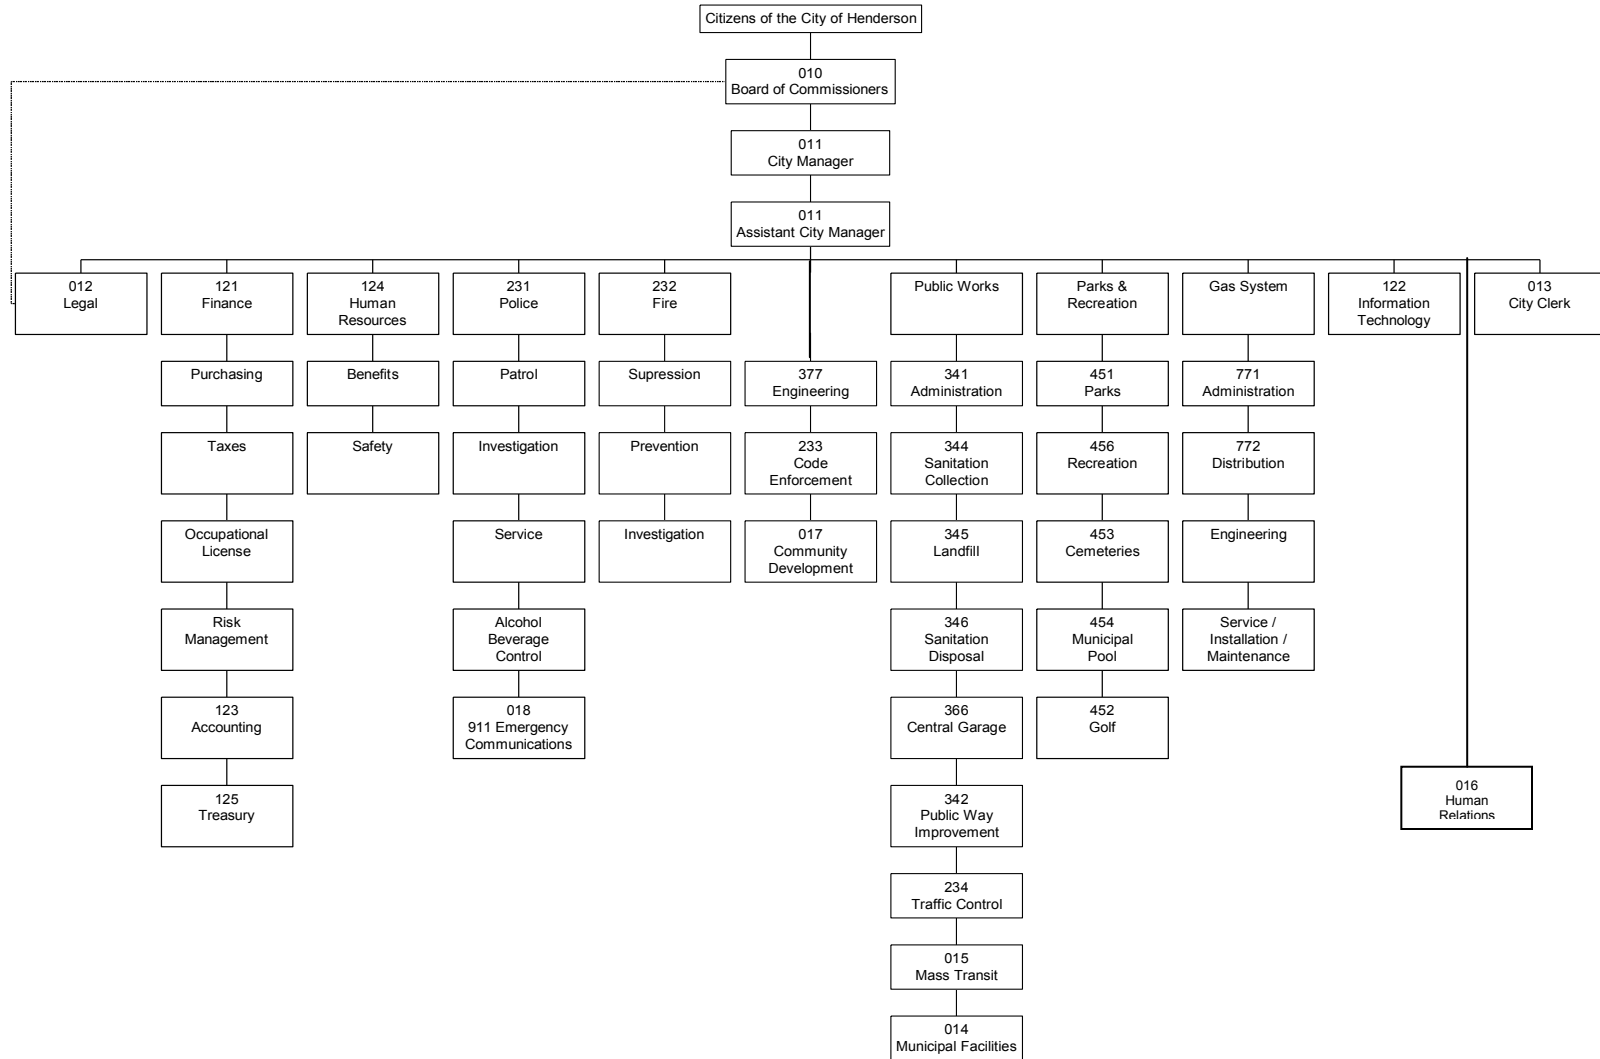 Citizens of the City of Henderson
010
Board of Commissioners
011
City Manager
011
Assistant City Manager
012
Legal
121
Finance
Purchasing
Taxes
Occupational
License
Risk
Management
123
Accounting
125
Treasury
124
Human
Resources
Benefits
Safety
231
Police
Patrol
Investigation
Service
Alcohol
Beverage
Control
018
911 Emergency
Communications
232
Fire
Supression
Prevention
Investigation
377
Engineering
233
Code
Enforcement
017
Community
Development
Public Works
341
Administration
344
Sanitation
Collection
345
Landfill
346
Sanitation
Disposal
366
Central Garage
342
Public Way
Improvement
234
Traffic Control
015
Mass Transit
014
Municipal Facilities
Parks &
Recreation
451
Parks
456
Recreation
453
Cemeteries
454
Municipal
Pool
452
Golf
Gas System
771
Administration
772
Distribution
Engineering
Service /
Installation /
Maintenance
122
Information
Technology
016
Human
Relations
013
City Clerk